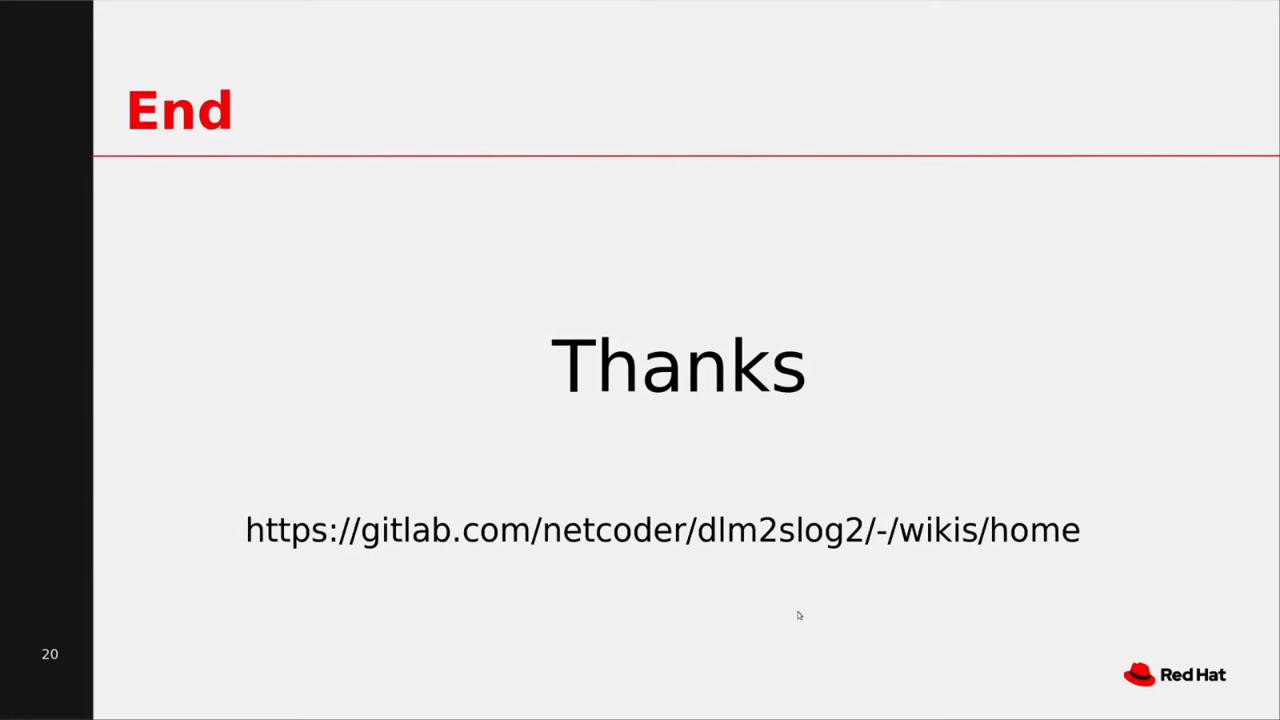 End
Thanks
https://gitlab.com/netcoder/dlm2slog2/-/wikis/home
20
Red Hat